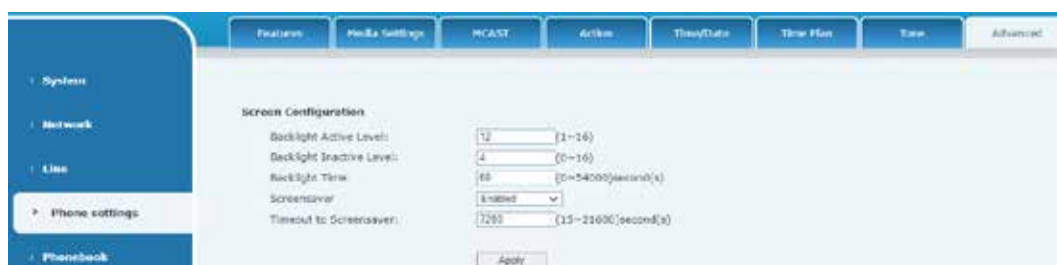 Features Media Settings MCAST Action Time/Date Time Plan Tone Advanced
System
Network
Line
Phone settings
Phonebook
Screen Configuration
Backlight Active Level: 12 (1~16)
Backlight Inactive Level: 4 (0~16)
Backlight Time 60 (0~54000)second(s)
Screensaver Enabled
Timeout to Screensaver: (15~21600)second(s)
Apply